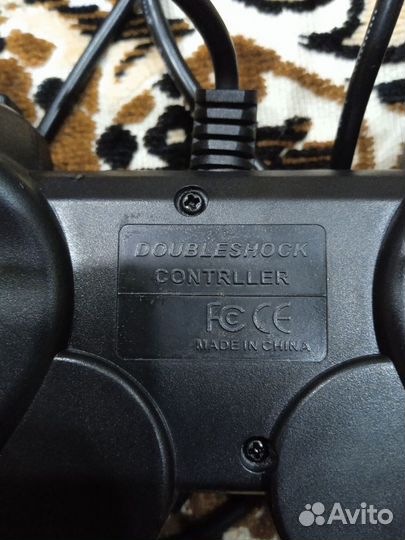 DOUBLESHOCK
CONTRLLER
FC CE
MADE IN CHINA
Avito